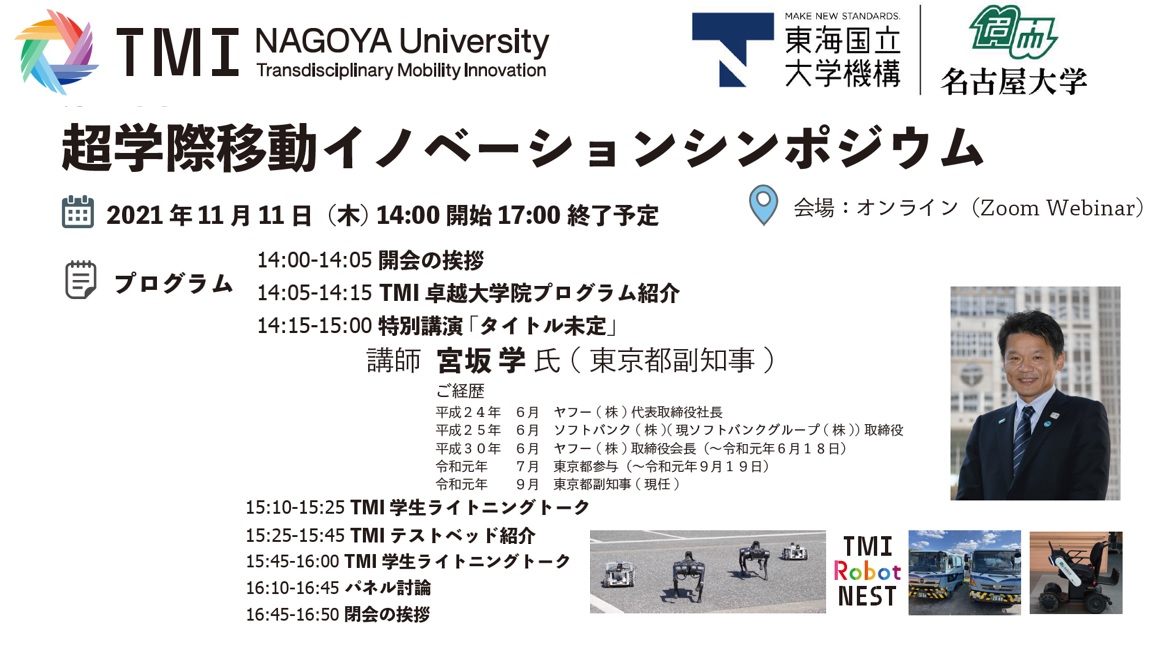 TMI NAGOYA University
Transdisciplinary Mobility Innovation
MAKE NEW STANDARDS.
東海国立
大学機構
名古屋大学
超学際移動イノベーションシンポジウム
2021年11月11日（木）14:00 開始 17:00 終了予定
会場：オンライン（Zoom Webinar）
プログラム
14:00-14:05 開会の挨拶
14:05-14:15 TMI 卓越大学院プログラム紹介
14:15-15:00 特別講演「タイトル未定」
講師 宮坂 学 氏 ( 東京都副知事 )
ご経歴
平成２４年 ６月 ヤフー ( 株 ) 代表取締役社長
平成２５年 ６月 ソフトバンク ( 株 )( 現ソフトバンクグループ ( 株 )) 取締役
平成３０年 ６月 ヤフー ( 株 ) 取締役会長（～令和元年６月１８日）
令和元年 ７月 東京都参与（～令和元年９月１９日）
令和元年 ９月 東京都副知事 ( 現任 )
15:10-15:25 TMI 学生ライトニングトーク
15:25-15:45 TMI テストベッド紹介
15:45-16:00 TMI 学生ライトニングトーク
16:10-16:45 パネル討論
16:45-16:50 閉会の挨拶
TMI
Robot
NEST